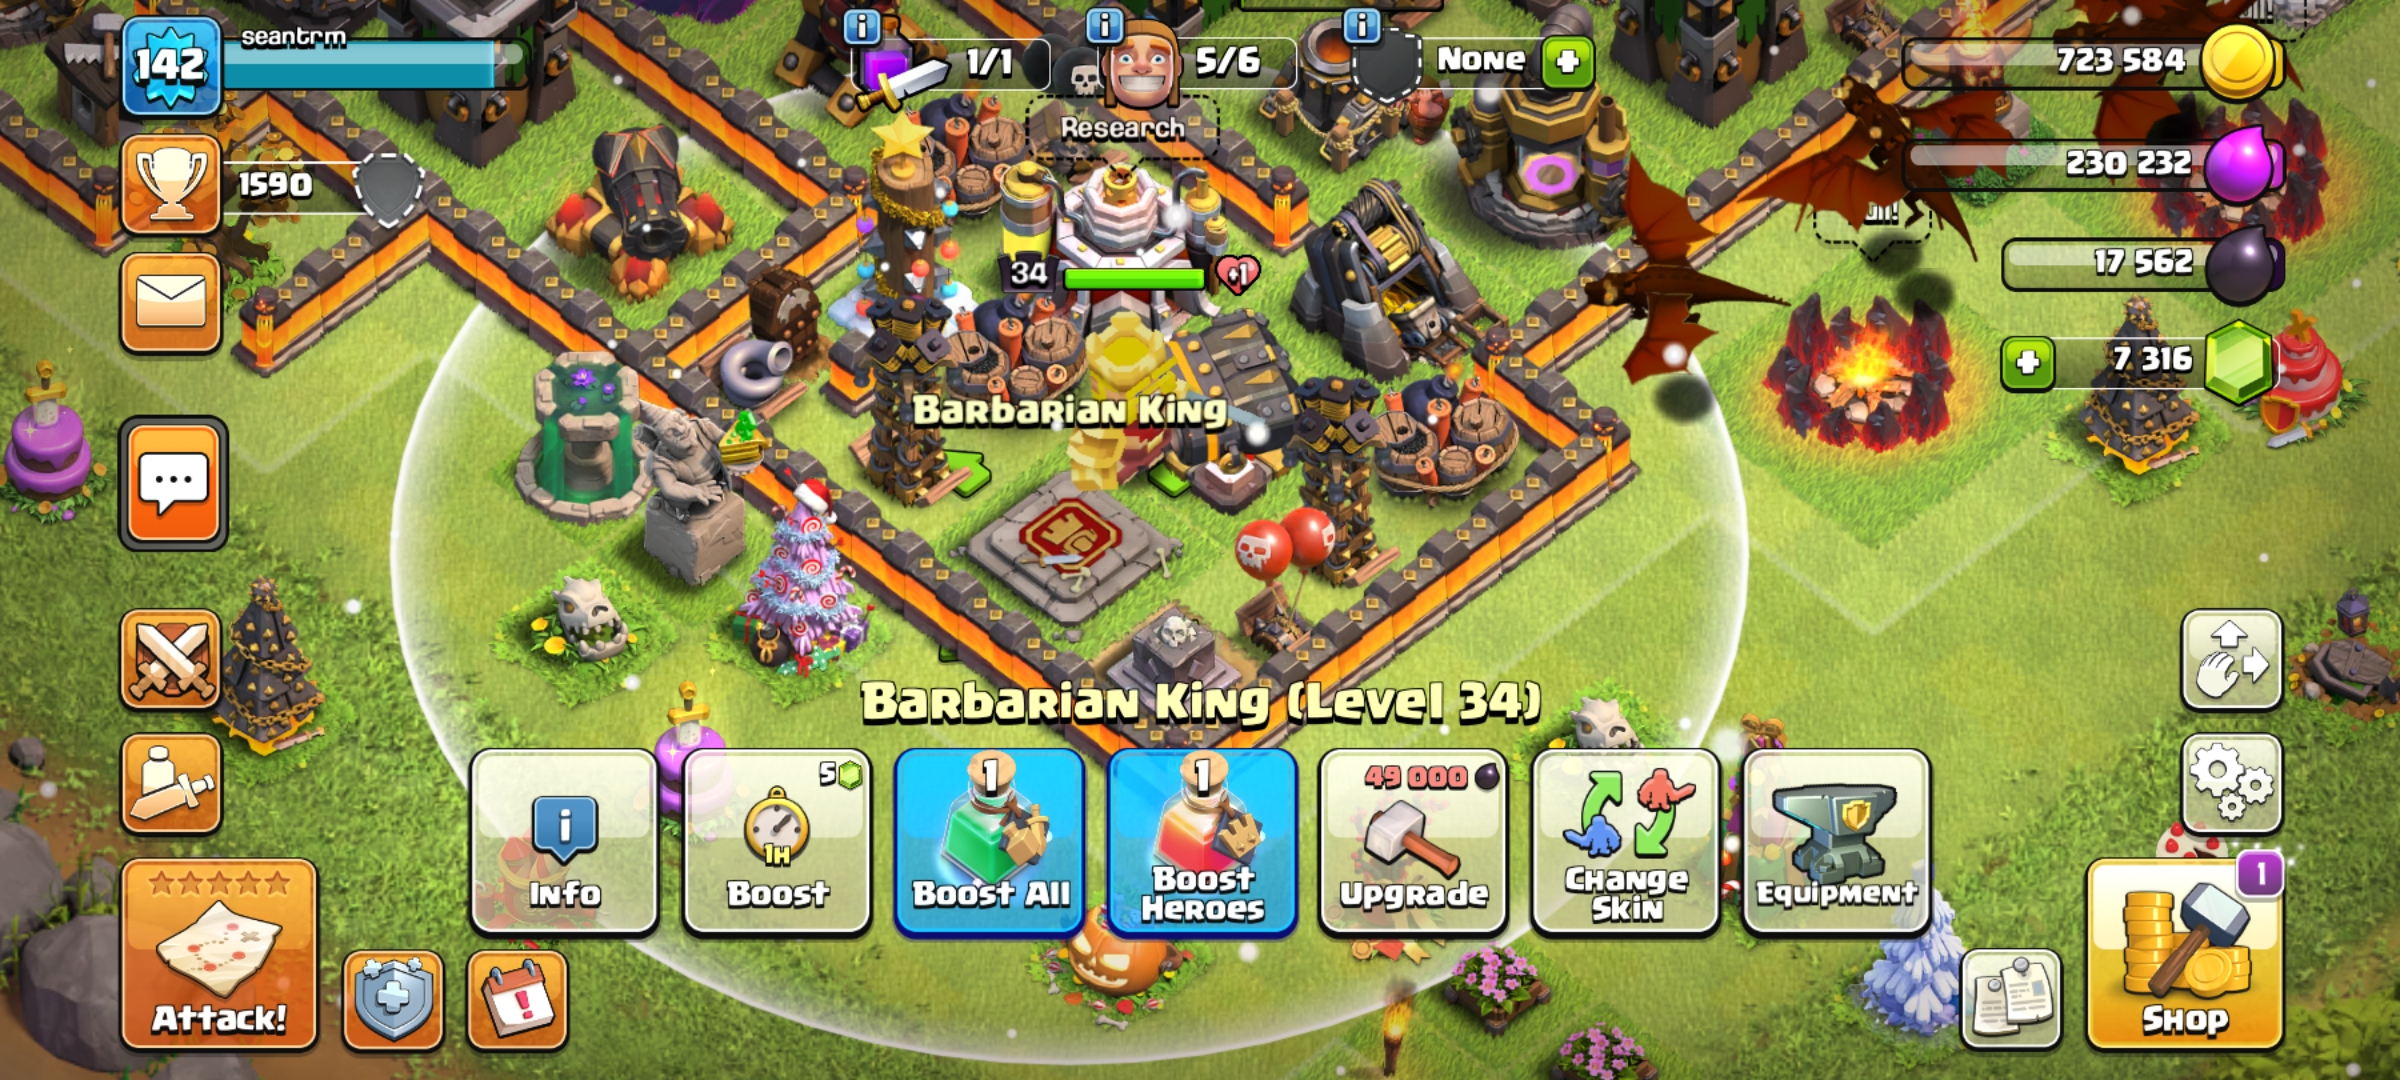 142
seantrm
1/1
5/6
None
723 584
1590
Research
230 232
34
+1
17 562
7 316
Barbarian King
Barbarian King (Level 34)
Info
5
1H
Boost
1
Boost All
1
Boost
Heroes
49 000
Upgrade
Change
Skin
Equipment
Attack!
1
Shop